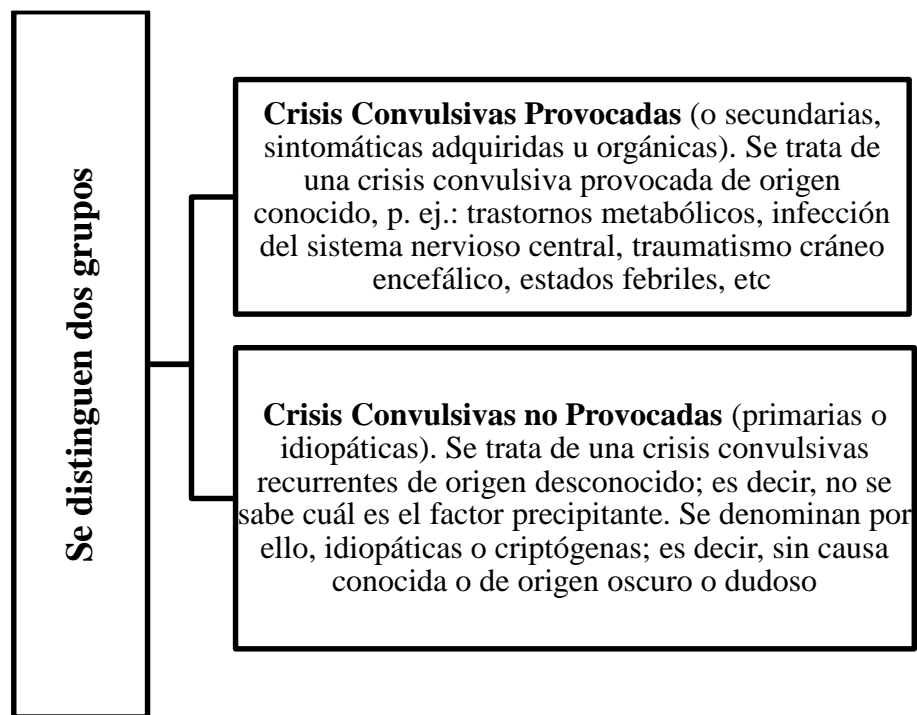 Se distinguen dos grupos
Crisis Convulsivas Provocadas (o secundarias,
sintomáticas adquiridas u orgánicas). Se trata de
una crisis convulsiva provocada de origen
conocido, p. ej.: trastornos metabólicos, infección
del sistema nervioso central, traumatismo cráneo
encefálico, estados febriles, etc
Crisis Convulsivas no Provocadas (primarias o
idiopáticas). Se trata de una crisis convulsivas
recurrentes de origen desconocido; es decir, no se
sabe cuál es el factor precipitante. Se denominan por
ello, idiopáticas o criptógenas; es decir, sin causa
conocida o de origen oscuro o dudoso